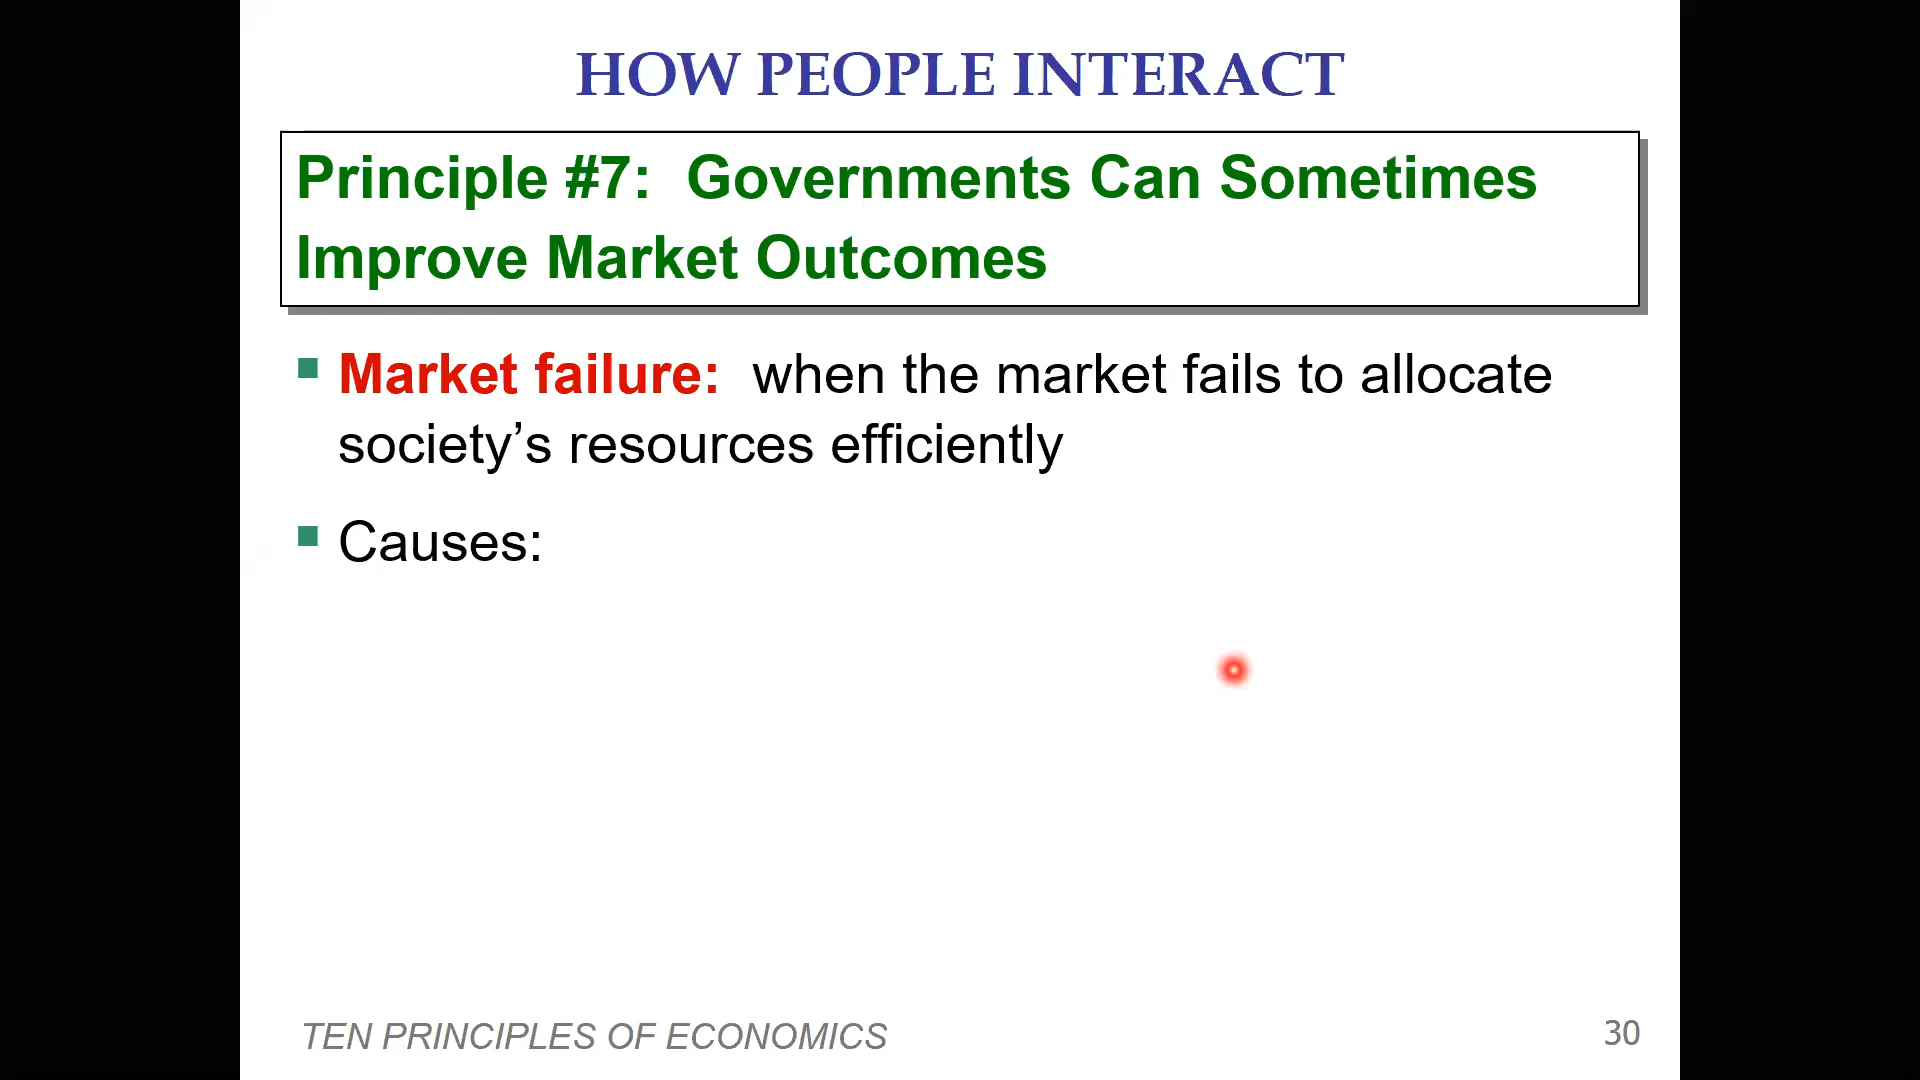 HOW PEOPLE INTERACT
Principle #7:  Governments Can Sometimes
Improve Market Outcomes
Market failure:  when the market fails to allocate
society’s resources efficiently
Causes:
TEN PRINCIPLES OF ECONOMICS
30